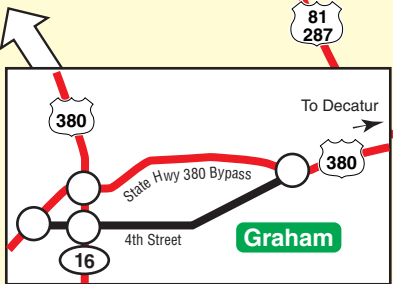 81
287
To Decatur
380
380
State Hwy 380 Bypass
4th Street
Graham
16